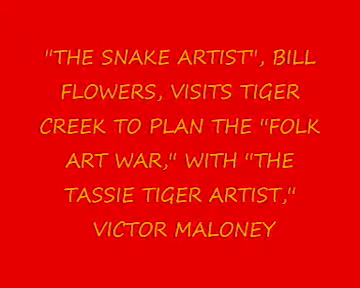 "THE SNAKE ARTIST", BILL
FLOWERS, VISITS TIGER
CREEK TO PLAN THE "FOLK
ART WAR," WITH "THE
TASSIE TIGER ARTIST,"
VICTOR MALONEY